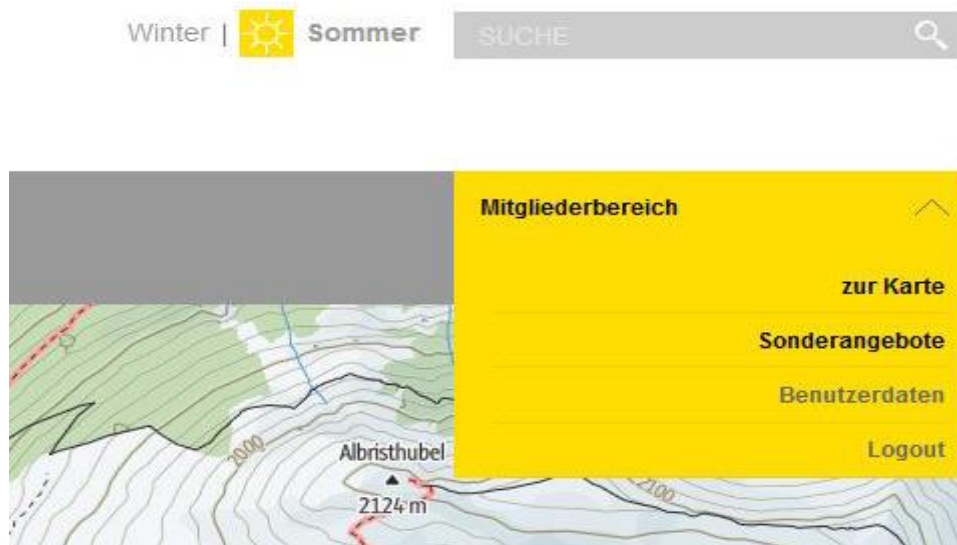 Winter | Sommer
SUCHE
Mitgliederbereich
zur Karte
Sonderangebote
Benutzerdaten
Logout
2000
Albristhubel
2124 m
2100